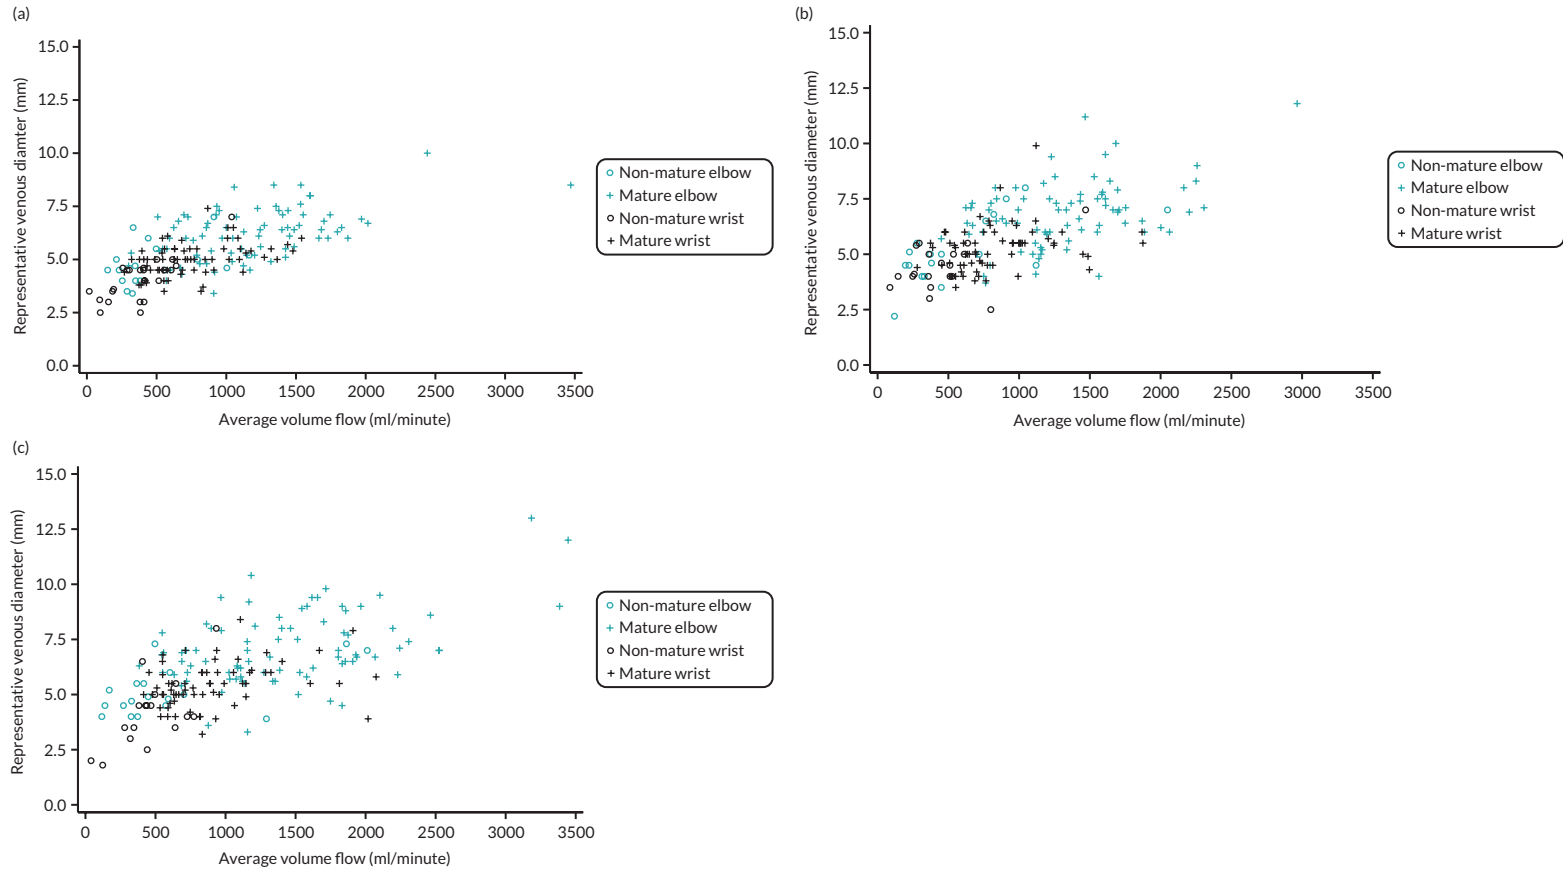 (a)
15.0
12.5
10.0
7.5
5.0
2.5
0.0
Representative venous diamter (mm)
0 500 1000 1500 2000 2500 3000 3500
Average volume flow (ml/minute)
Non-mature elbow
Mature elbow
Non-mature wrist
Mature wrist
(b)
15.0
12.5
10.0
7.5
5.0
2.5
0.0
Representative venous diameter (mm)
0 500 1000 1500 2000 2500 3000 3500
Average volume flow (ml/minute)
Non-mature elbow
Mature elbow
Non-mature wrist
Mature wrist
(c)
15.0
12.5
10.0
7.5
5.0
2.5
0.0
Representative venous diameter (mm)
0 500 1000 1500 2000 2500 3000 3500
Average volume flow (ml/minute)
Non-mature elbow
Mature elbow
Non-mature wrist
Mature wrist